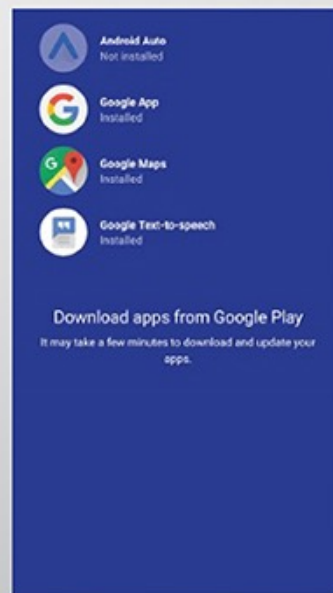 Android Auto
Not installed
Google App
Installed
Google Maps
Installed
Google Text-to-speech
Installed
Download apps from Google Play
It may take a few minutes to download and update your
apps.